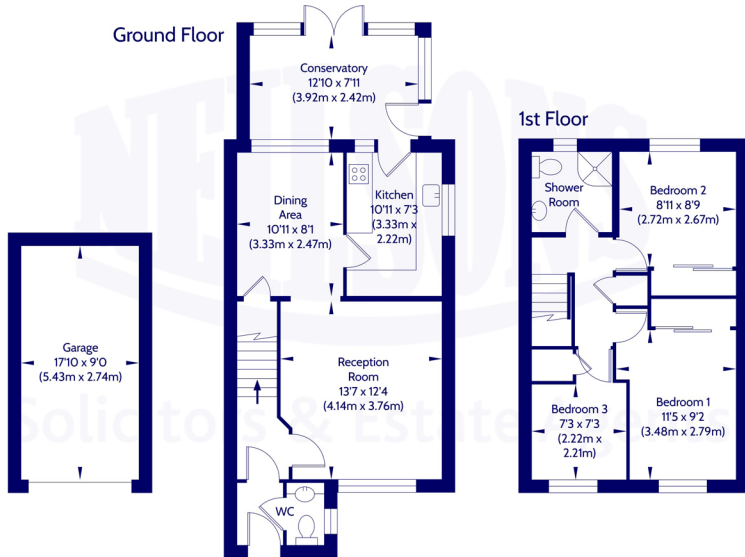 Ground Floor
Conservatory
12'10 x 7'11
(3.92m x 2.42m)
1st Floor
Dining
Area
10'11 x 8'1
(3.33m x 2.47m)
Kitchen
10'11 x 7'3
(3.33m x
2.22m)
Shower
Room
Bedroom 2
8'11 x 8'9
(2.72m x 2.67m)
Garage
17'10 x 9'0
(5.43m x 2.74m)
Reception
Room
13'7 x 12'4
(4.14m x 3.76m)
Bedroom 3
7'3 x 7'3
(2.22m x
2.21m)
Bedroom 1
11'5 x 9'2
(3.48m x 2.79m)
WC
NEILSONS
Solicitors & Estate Agents